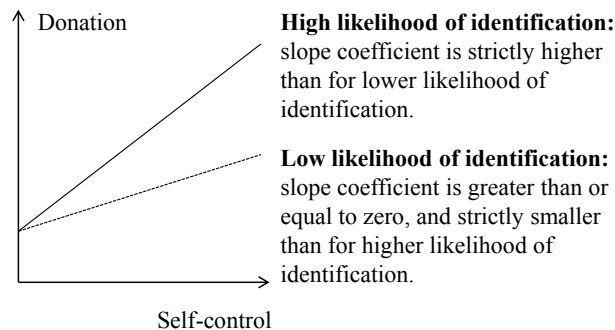 Donation
High likelihood of identification:
slope coefficient is strictly higher
than for lower likelihood of
identification.
Low likelihood of identification:
slope coefficient is greater than or
equal to zero, and strictly smaller
than for higher likelihood of
identification.
Self-control